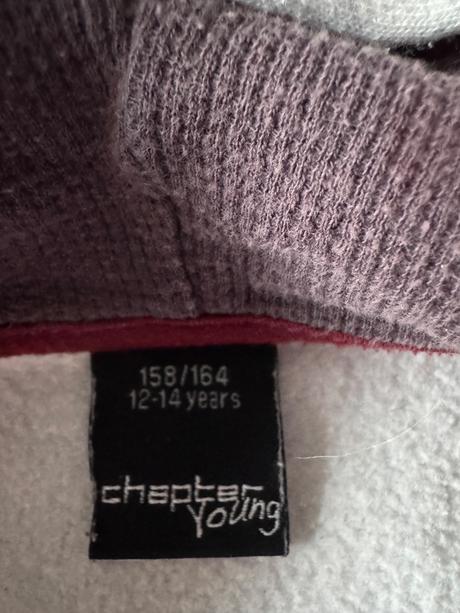 158/164
12-14 years
chapter
Young